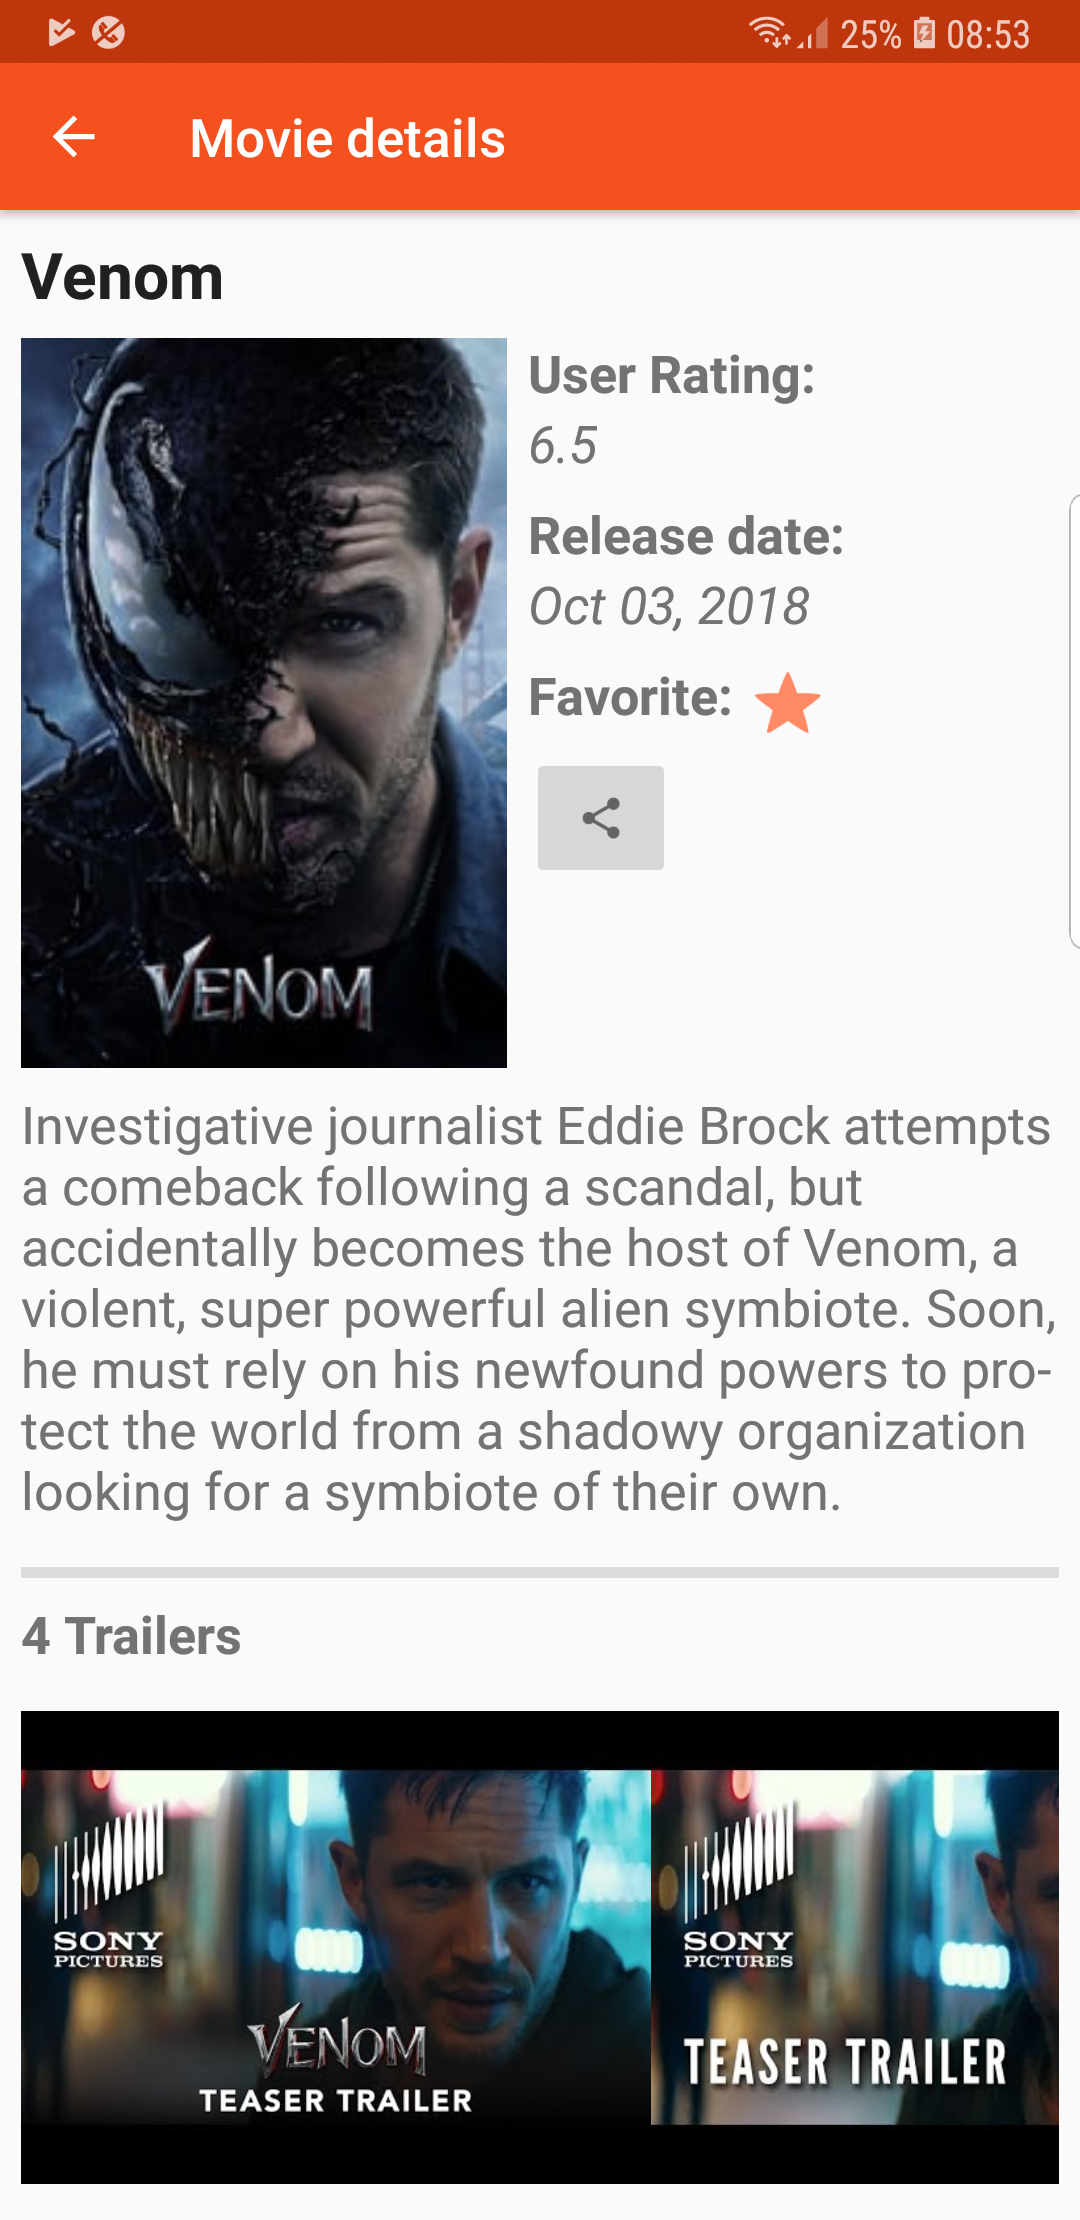 25% 08:53
Movie details
Venom
User Rating:
6.5
Release date:
Oct 03, 2018
Favorite:
VENOM
Investigative journalist Eddie Brock attempts
a comeback following a scandal, but
accidentally becomes the host of Venom, a
violent, super powerful alien symbiote. Soon,
he must rely on his newfound powers to pro-
tect the world from a shadowy organization
looking for a symbiote of their own.
4 Trailers
SONY
PICTURES
VENOM
TEASER TRAILER
SONY
PICTURES
TEASER TRAILER